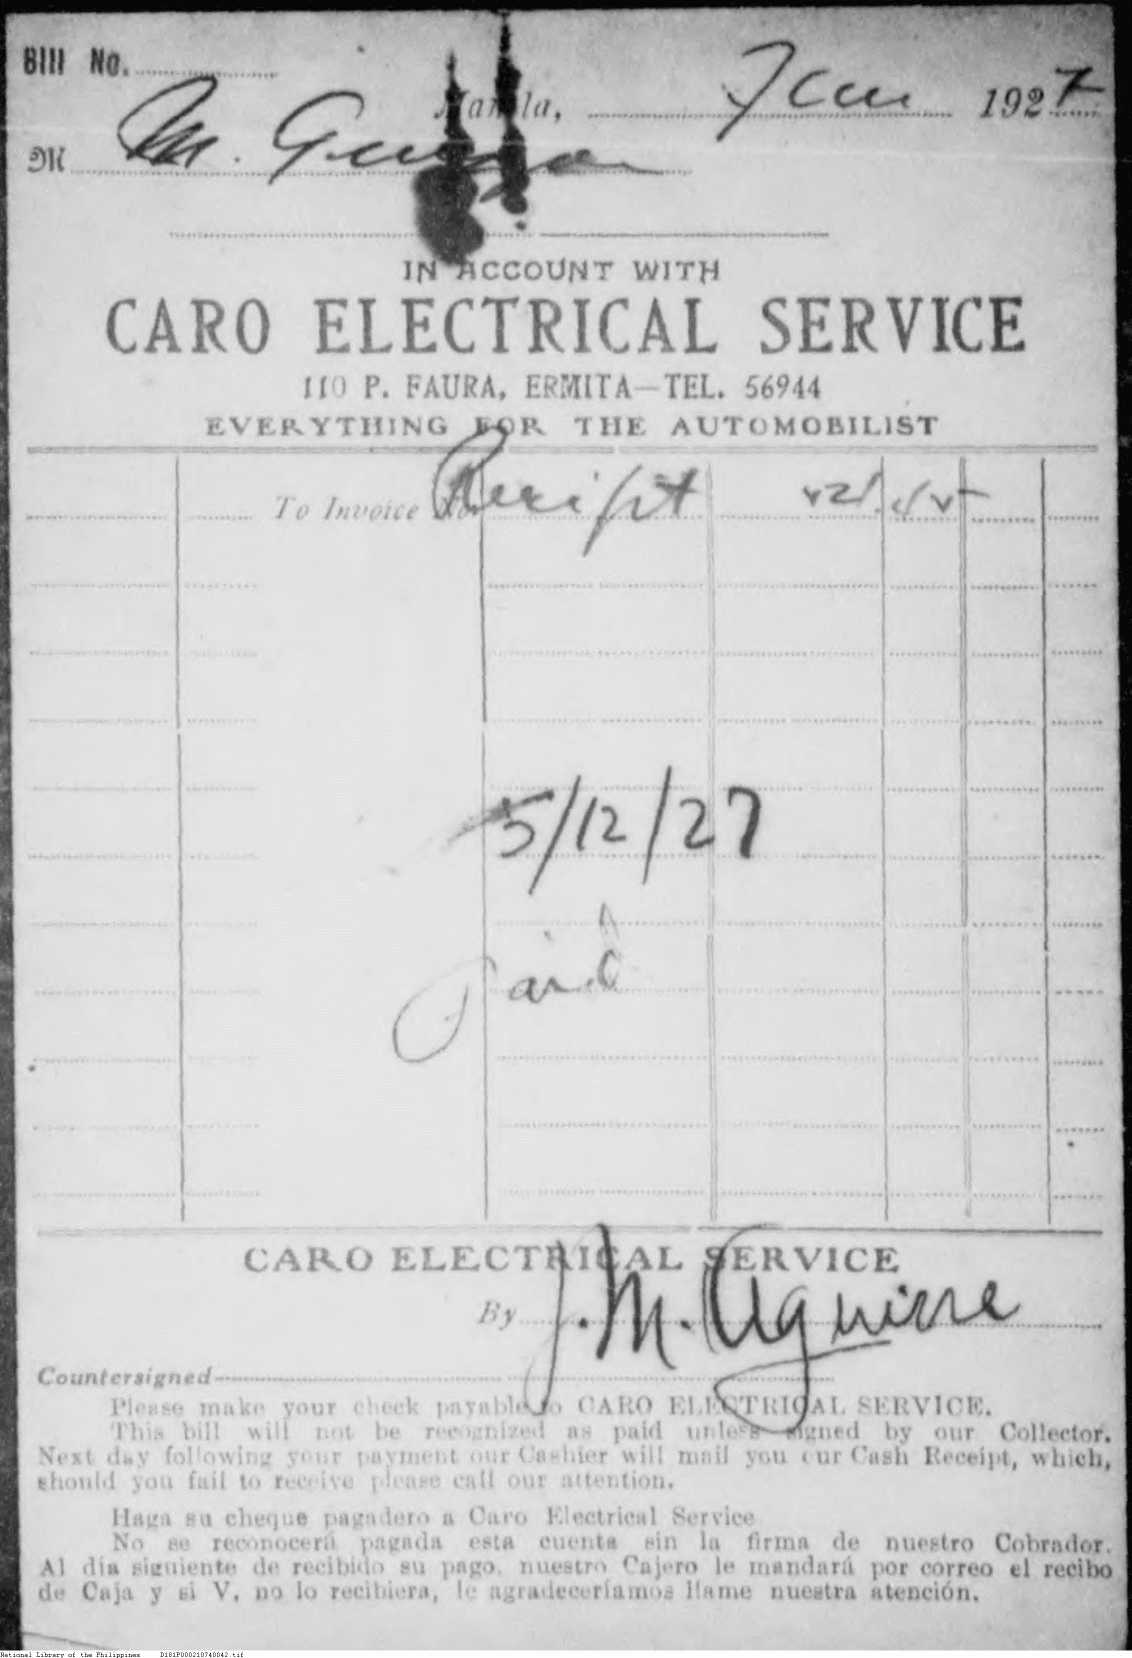 Bill No.
Manila, Jan 1927
M M. Guzman
IN ACCOUNT WITH
CARO ELECTRICAL SERVICE
110 P. FAURA, ERMITA—TEL. 56944
EVERYTHING FOR THE AUTOMOBILIST
To Invoice for Receipt
5/12/27
Paid
CARO ELECTRICAL SERVICE
By J. M. Aguirre
Countersigned
Please make your check payable to CARO ELECTRICAL SERVICE.
This bill will not be recognized as paid unless signed by our Collector.
Next day following your payment our Cashier will mail you our Cash Receipt, which,
should you fail to receive please call our attention.
Haga su cheque pagadero a Caro Electrical Service
No se reconocerá pagada esta cuenta sin la firma de nuestro Cobrador.
Al día siguiente de recibido su pago, nuestro Cajero le mandará por correo el recibo
de Caja y si V. no lo recibiera, le agradeceríamos llame nuestra atención.
National Library of the Philippines D181P000210740042.tif